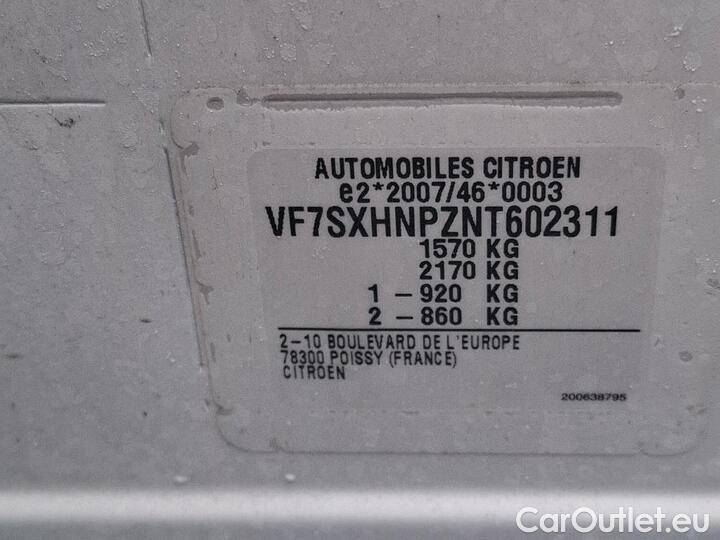 AUTOMOBILES CITROEN
e2*2007/46*0003
VF7SXHNPZNT602311
1570 KG
2170 KG
1 – 920 KG
2 – 860 KG
2–10 BOULEVARD DE L'EUROPE
78300 POISSY (FRANCE)
CITROEN
200638795
CarOutlet.eu